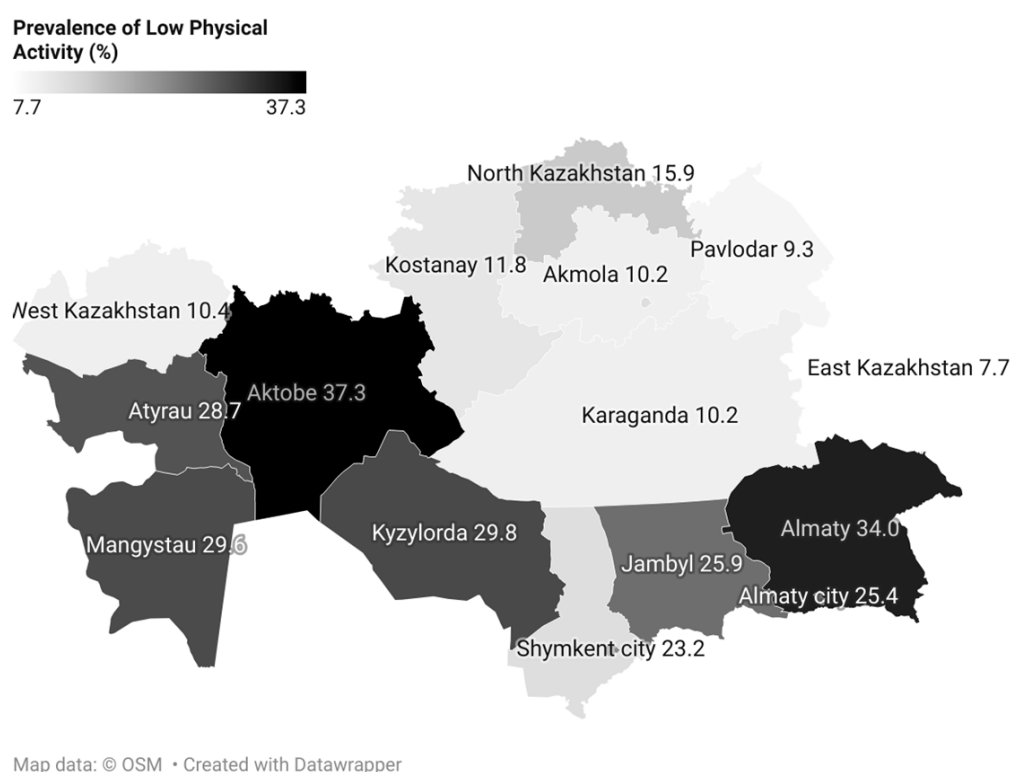 Prevalence of Low Physical
Activity (%)
7.7 37.3
North Kazakhstan 15.9
Pavlodar 9.3
Kostanay 11.8
Akmola 10.2
West Kazakhstan 10.4
East Kazakhstan 7.7
Aktobe 37.3
Atyrau 28.7
Karaganda 10.2
Almaty 34.0
Kyzylorda 29.8
Mangystau 29.6
Jambyl 25.9
Almaty city 25.4
Shymkent city 23.2
Map data: © OSM • Created with Datawrapper